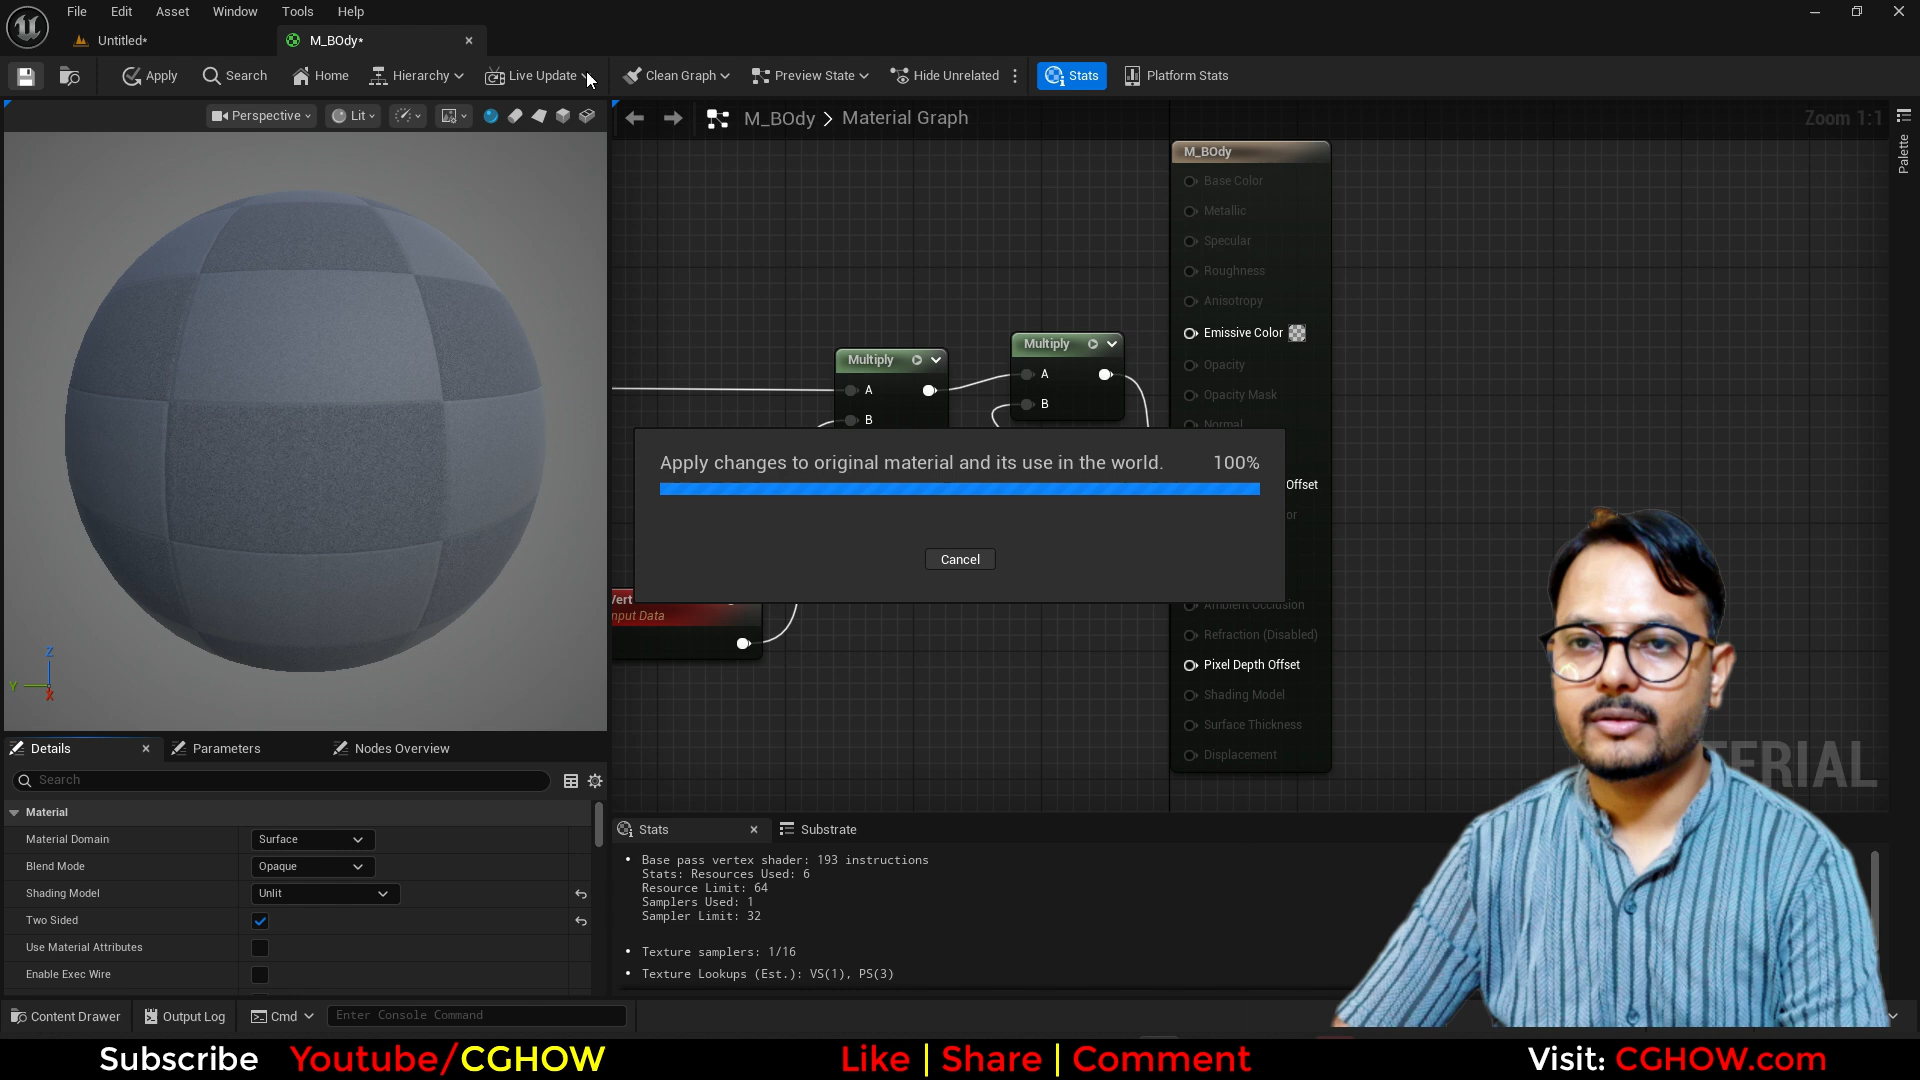 File Edit Asset Window Tools Help
Untitled*
M_BOdy*
Apply Search Home Hierarchy Live Update Clean Graph Preview State Hide Unrelated Stats Platform Stats
Perspective Lit
M_BOdy > Material Graph
Zoom 1:1
Palette
M_BOdy
Base Color
Metallic
Specular
Roughness
Anisotropy
Emissive Color
Opacity
Opacity Mask
Normal
Multiply
A
B
Multiply
A
B
Apply changes to original material and its use in the world. 100%
Cancel
Offset
or
Vert
nput Data
Ambient Occlusion
Refraction (Disabled)
Pixel Depth Offset
Shading Model
Surface Thickness
Displacement
TERIAL
Z
Y
X
Details Parameters Nodes Overview
Search
Material
Material Domain Surface
Blend Mode Opaque
Shading Model Unlit
Two Sided
Use Material Attributes
Enable Exec Wire
Stats Substrate
Base pass vertex shader: 193 instructions
Stats: Resources Used: 6
Resource Limit: 64
Samplers Used: 1
Sampler Limit: 32
Texture samplers: 1/16
Texture Lookups (Est.): VS(1), PS(3)
Content Drawer Output Log Cmd Enter Console Command
Subscribe Youtube/CGHOW Like | Share | Comment Visit: CGHOW.com